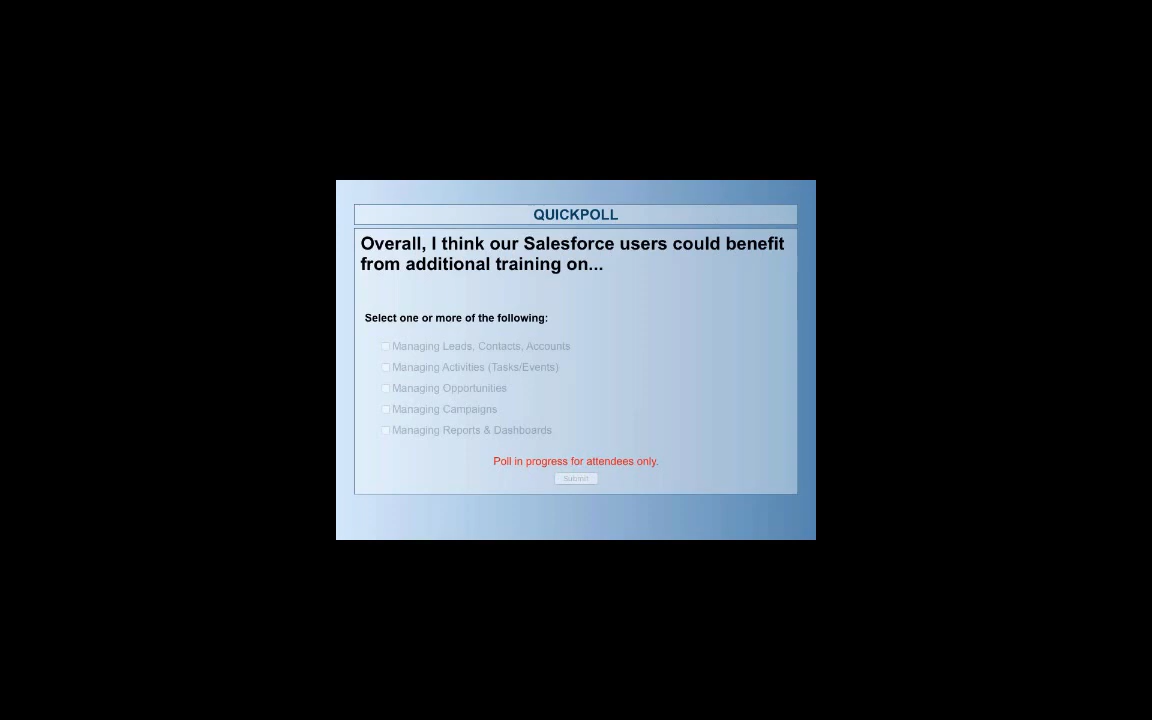 QUICKPOLL
Overall, I think our Salesforce users could benefit
from additional training on...
Select one or more of the following:
Managing Leads, Contacts, Accounts
Managing Activities (Tasks/Events)
Managing Opportunities
Managing Campaigns
Managing Reports & Dashboards
Poll in progress for attendees only.
Submit